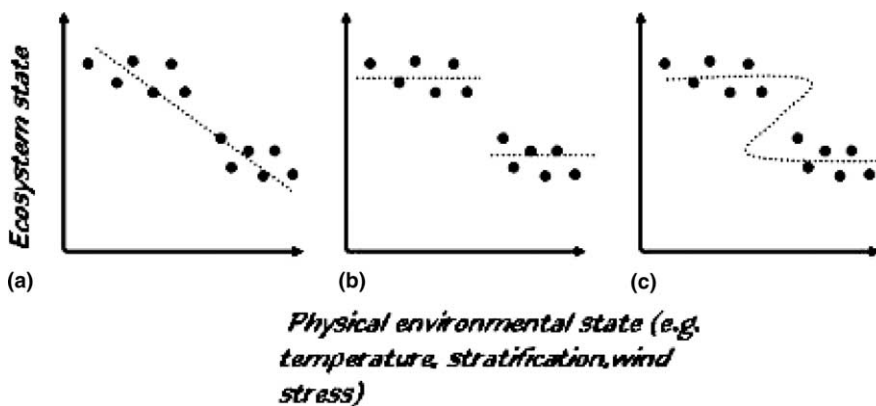 Ecosystem state
(a)
(b)
(c)
Physical environmental state (e.g.
temperature, stratification,wind
stress)